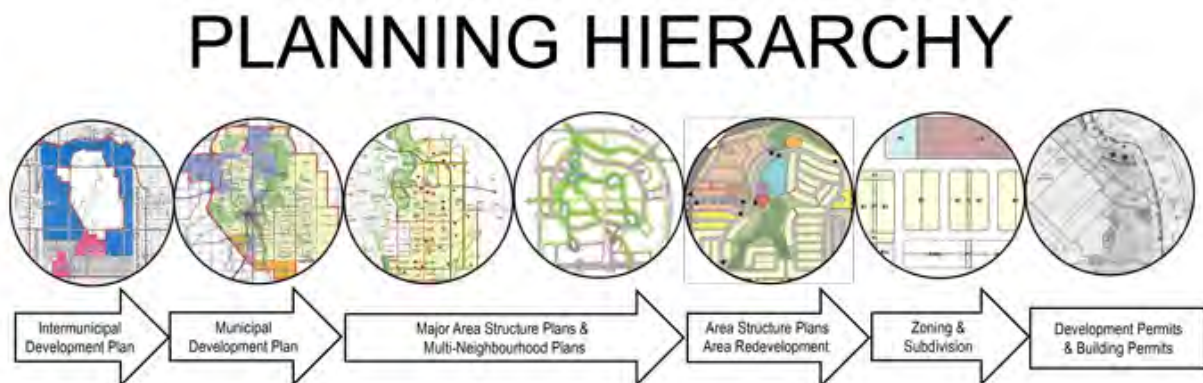 PLANNING HIERARCHY
Intermunicipal
Development Plan
Municipal
Development Plan
Major Area Structure Plans &
Multi-Neighbourhood Plans
Area Structure Plans
Area Redevelopment
Zoning &
Subdivision
Development Permits
& Building Permits